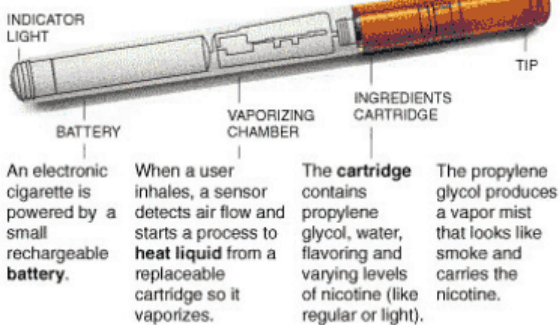 INDICATOR
LIGHT
TIP
BATTERY
VAPORIZING
CHAMBER
INGREDIENTS
CARTRIDGE
An electronic
cigarette is
powered by a
small
rechargeable
battery.
When a user
inhales, a sensor
detects air flow and
starts a process to
heat liquid from a
replaceable
cartridge so it
vaporizes.
The cartridge
contains
propylene
glycol, water,
flavoring and
varying levels
of nicotine (like
regular or light).
The propylene
glycol produces
a vapor mist
that looks like
smoke and
carries the
nicotine.